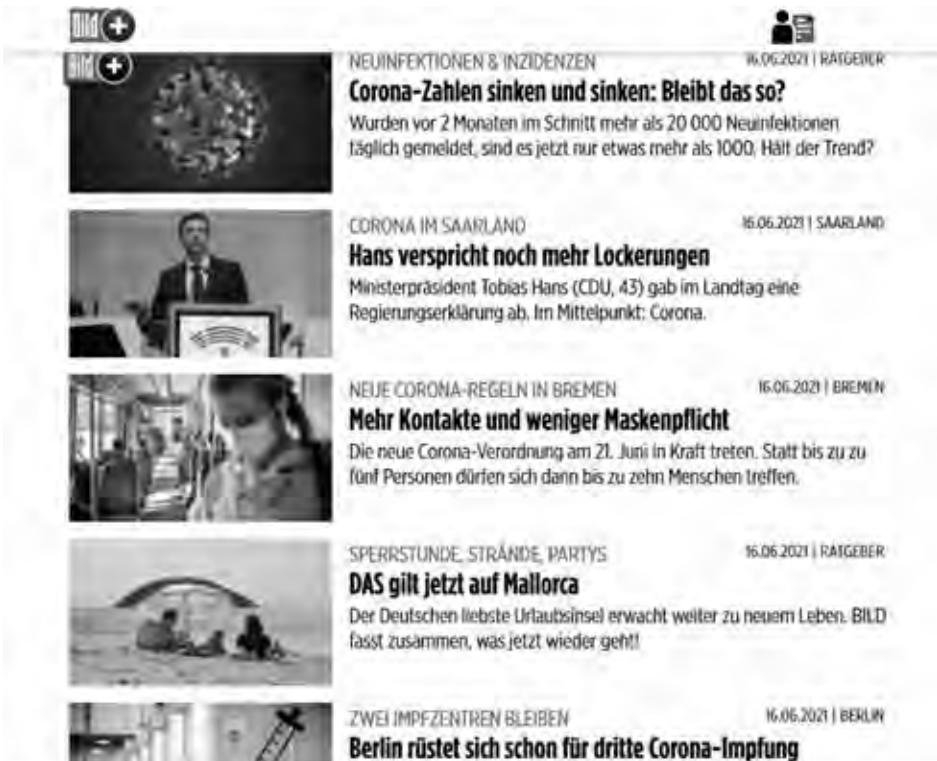 Bild +
Bild +
NEUINFEKTIONEN & INZIDENZEN
16.06.2021 | RATGEBER
Corona-Zahlen sinken und sinken: Bleibt das so?
Wurden vor 2 Monaten im Schnitt mehr als 20 000 Neuinfektionen
täglich gemeldet, sind es jetzt nur etwas mehr als 1000. Hält der Trend?
CORONA IM SAARLAND
16.06.2021 | SAARLAND
Hans verspricht noch mehr Lockerungen
Ministerpräsident Tobias Hans (CDU, 43) gab im Landtag eine
Regierungserklärung ab. Im Mittelpunkt: Corona.
NEUE CORONA-REGELN IN BREMEN
16.06.2021 | BREMEN
Mehr Kontakte und weniger Maskenpflicht
Die neue Corona-Verordnung am 21. Juni in Kraft treten. Statt bis zu zu
fünf Personen dürfen sich dann bis zu zehn Menschen treffen.
SPERRSTUNDE, STRÄNDE, PARTYS
16.06.2021 | RATGEBER
DAS gilt jetzt auf Mallorca
Der Deutschen liebste Urlaubsinsel erwacht weiter zu neuem Leben. BILD
fasst zusammen, was jetzt wieder geht!
ZWEI IMPFZENTREN BLEIBEN
16.06.2021 | BERLIN
Berlin rüstet sich schon für dritte Corona-Impfung